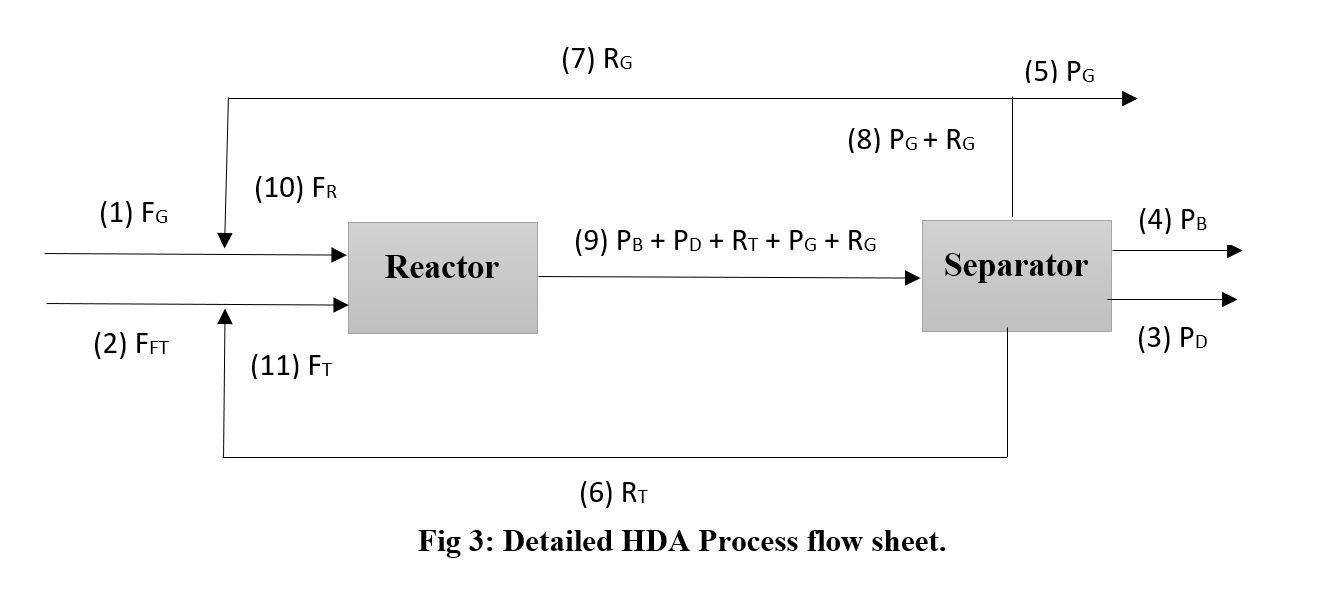 (7) RG
(5) PG
(8) PG + RG
(10) FR
(1) FG
Reactor
(9) PB + PD + RT + PG + RG
Separator
(4) PB
(2) FFT
(11) FT
(3) PD
(6) RT
Fig 3: Detailed HDA Process flow sheet.